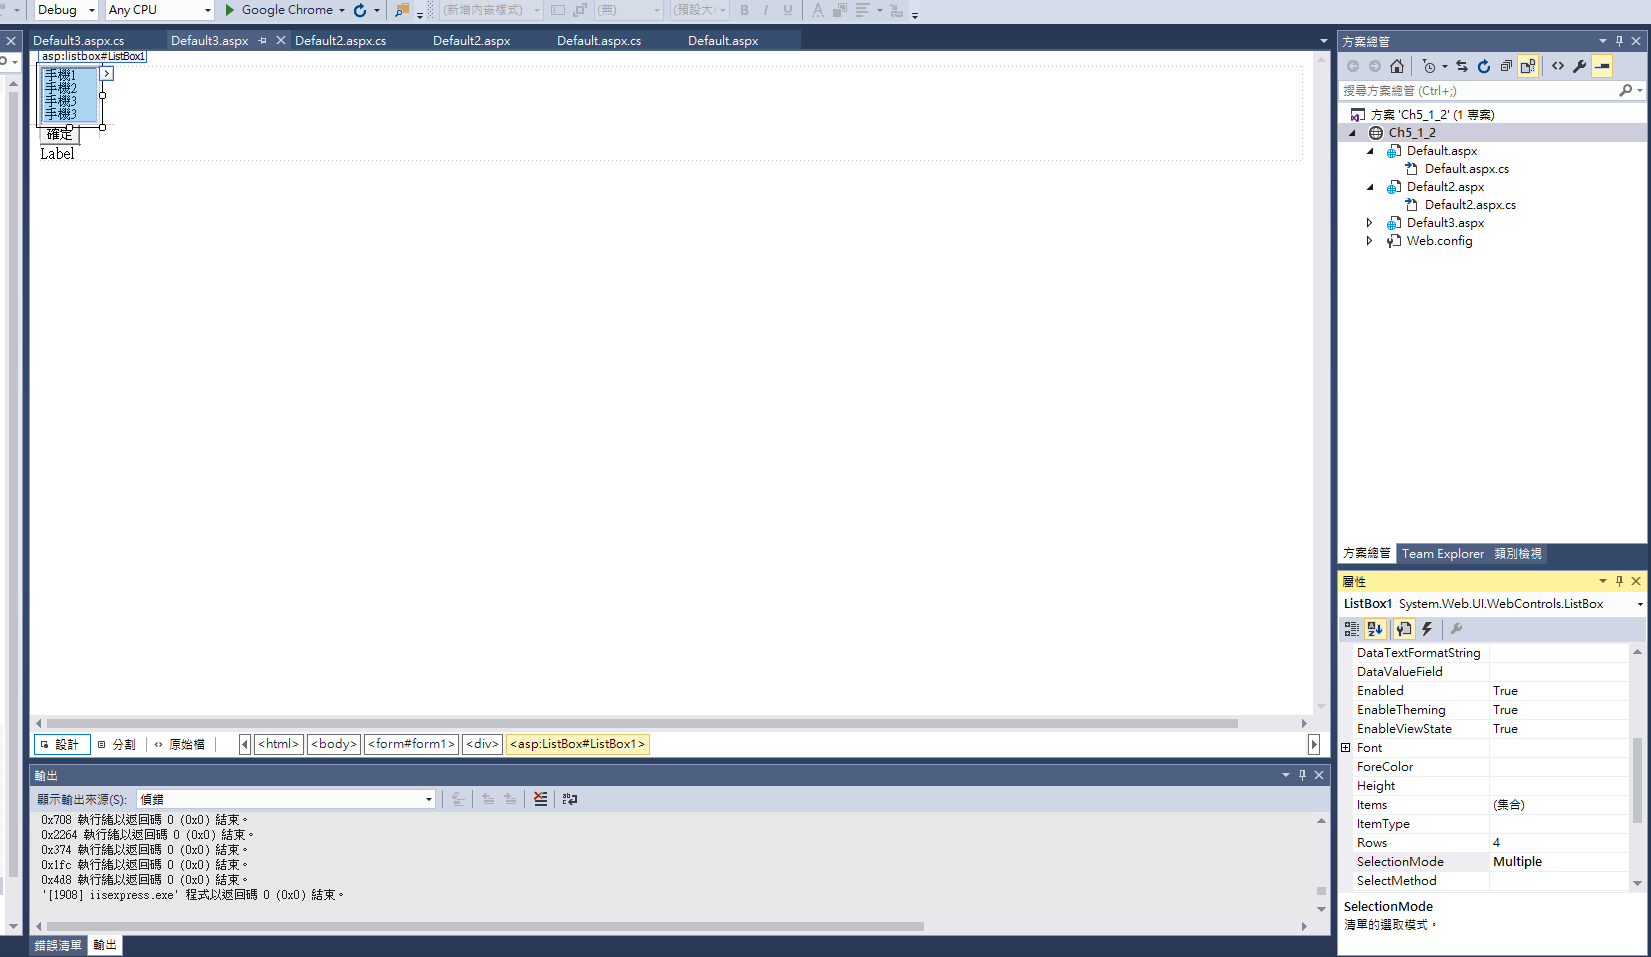 Debug
Any CPU
Google Chrome
(新增內嵌樣式)
(無)
(預設大小
B I U A
Default3.aspx.cs
Default3.aspx
Default2.aspx.cs
Default2.aspx
Default.aspx.cs
Default.aspx
asp:listbox#ListBox1
手機1
手機2
手機3
手機3
確定
Label
設計
分割
原始檔
<html>
<body>
<form#form1>
<div>
<asp:ListBox#ListBox1>
輸出
顯示輸出來源(S):
偵錯
0x708 執行緒以返回碼 0 (0x0) 結束。
0x2264 執行緒以返回碼 0 (0x0) 結束。
0x374 執行緒以返回碼 0 (0x0) 結束。
0x1fc 執行緒以返回碼 0 (0x0) 結束。
0x4d8 執行緒以返回碼 0 (0x0) 結束。
'[1908] iisexpress.exe' 程式以返回碼 0 (0x0) 結束。
錯誤清單
輸出
方案總管
搜尋方案總管 (Ctrl+;)
方案 'Ch5_1_2' (1 專案)
Ch5_1_2
Default.aspx
Default.aspx.cs
Default2.aspx
Default2.aspx.cs
Default3.aspx
Web.config
方案總管
Team Explorer
類別檢視
屬性
ListBox1 System.Web.UI.WebControls.ListBox
DataTextFormatString
DataValueField
Enabled True
EnableTheming True
EnableViewState True
Font
ForeColor
Height
Items (集合)
ItemType
Rows 4
SelectionMode Multiple
SelectMethod
SelectionMode
清單的選取模式。